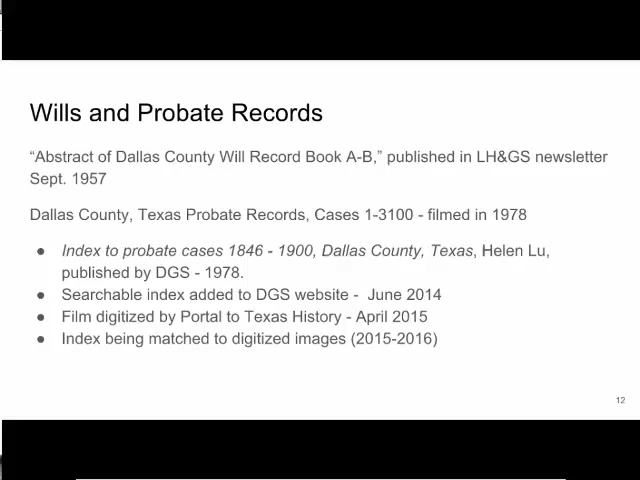 Wills and Probate Records
“Abstract of Dallas County Will Record Book A-B,” published in LH&GS newsletter
Sept. 1957
Dallas County, Texas Probate Records, Cases 1-3100 - filmed in 1978
● Index to probate cases 1846 - 1900, Dallas County, Texas, Helen Lu,
published by DGS - 1978.
● Searchable index added to DGS website - June 2014
● Film digitized by Portal to Texas History - April 2015
● Index being matched to digitized images (2015-2016)
12